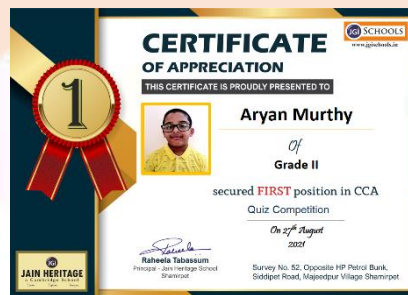 JGI SCHOOLS
www.jgischools.in
CERTIFICATE
OF APPRECIATION
THIS CERTIFICATE IS PROUDLY PRESENTED TO
1
Aryan Murthy
Of
Grade II
secured FIRST position in CCA
Quiz Competition
On 27th August
2021
Raheela Tabassum
Principal - Jain Heritage School
Shamirpet
JGI
JAIN HERITAGE
a Cambridge School
Survey No. 52, Opposite HP Petrol Bunk,
Siddipet Road, Majeedpur Village Shamirpet